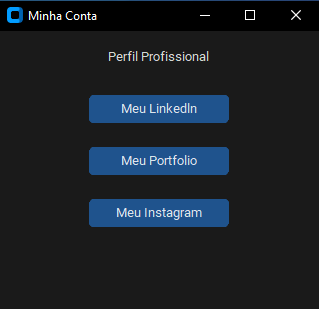 Minha Conta
Perfil Profissional
Meu LinkedIn
Meu Portfolio
Meu Instagram